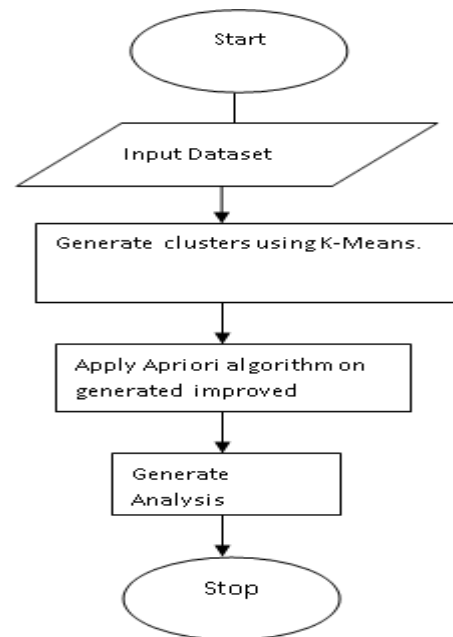 Start
Input Dataset
Generate clusters using K-Means.
Apply Apriori algorithm on
generated improved
Generate
Analysis
Stop